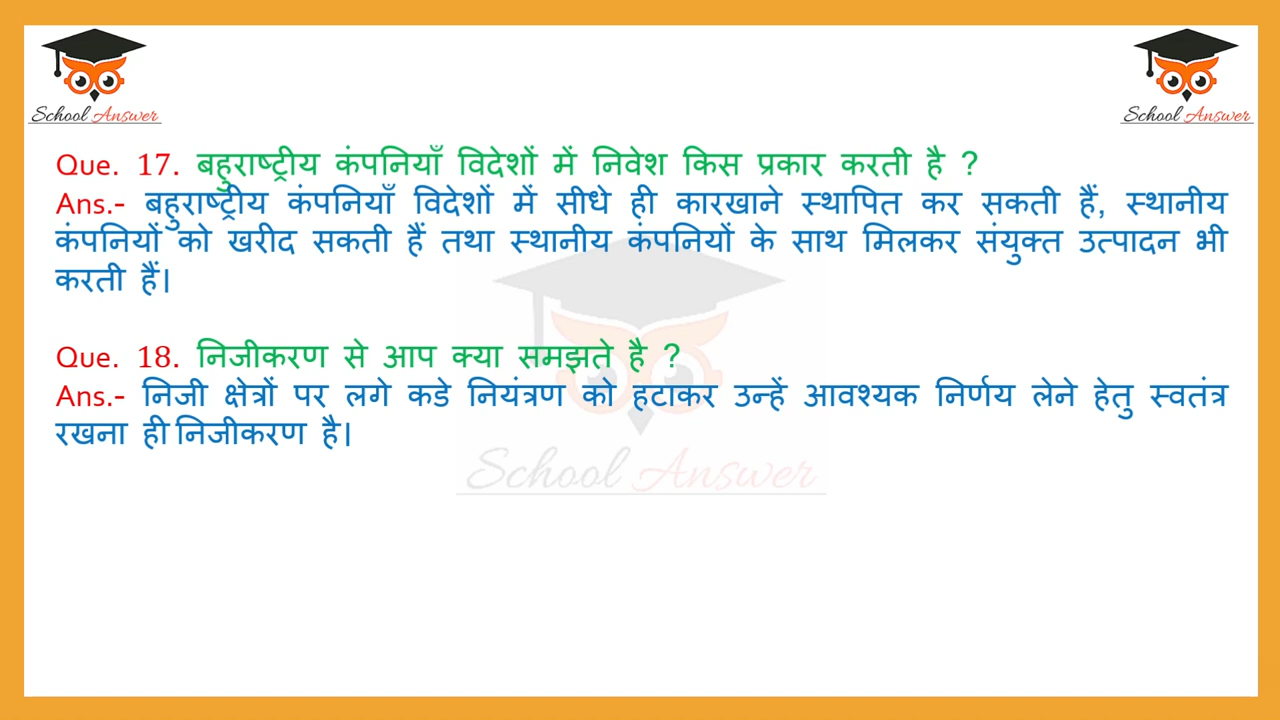 School Answer
School Answer
Que. 17. बहुराष्ट्रीय कंपनियाँ विदेशों में निवेश किस प्रकार करती है ?
Ans.- बहुराष्ट्रीय कंपनियाँ विदेशों में सीधे ही कारखाने स्थापित कर सकती हैं, स्थानीय
कंपनियों को खरीद सकती हैं तथा स्थानीय कंपनियों के साथ मिलकर संयुक्त उत्पादन भी
करती हैं।
Que. 18. निजीकरण से आप क्या समझते है ?
Ans.- निजी क्षेत्रों पर लगे कडे नियंत्रण को हटाकर उन्हें आवश्यक निर्णय लेने हेतु स्वतंत्र
रखना ही निजीकरण है।
School Answer